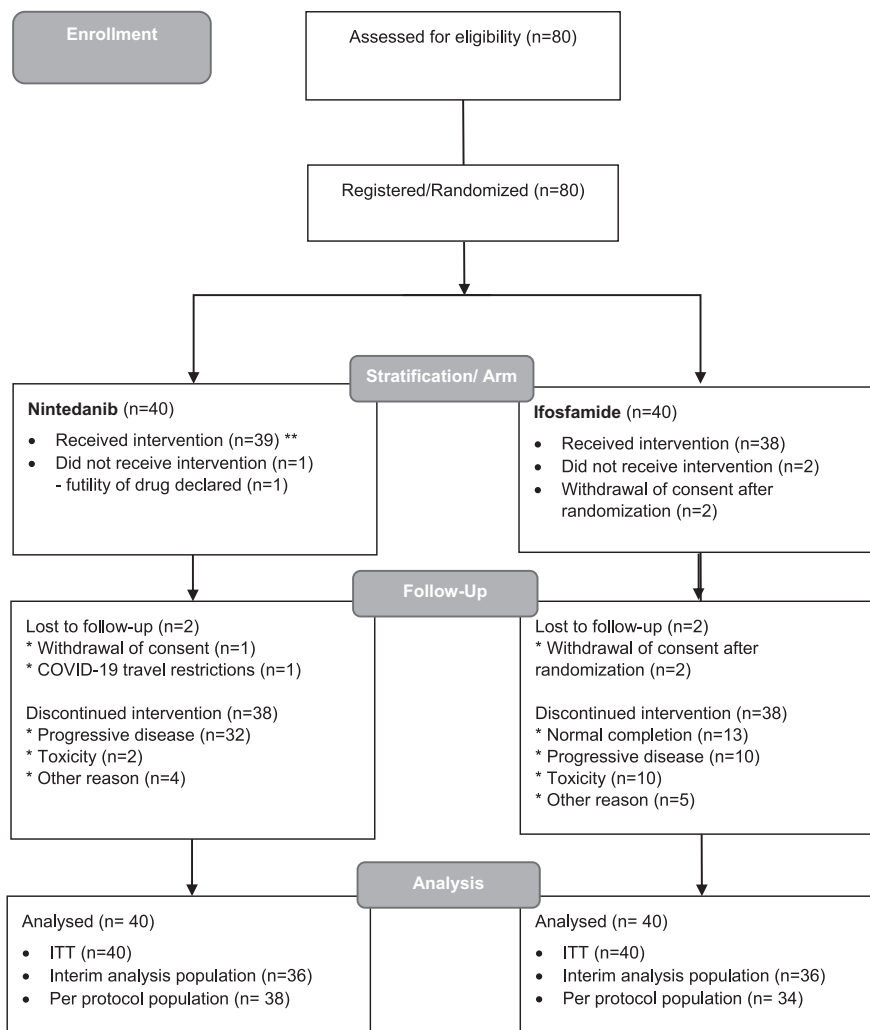 Enrollment
Assessed for eligibility (n=80)
Registered/Randomized (n=80)
Stratification/ Arm
Nintedanib (n=40)
• Received intervention (n=39) **
• Did not receive intervention (n=1)
- futility of drug declared (n=1)
Ifosfamide (n=40)
• Received intervention (n=38)
• Did not receive intervention (n=2)
• Withdrawal of consent after
randomization (n=2)
Follow-Up
Lost to follow-up (n=2)
* Withdrawal of consent (n=1)
* COVID-19 travel restrictions (n=1)
Discontinued intervention (n=38)
* Progressive disease (n=32)
* Toxicity (n=2)
* Other reason (n=4)
Lost to follow-up (n=2)
* Withdrawal of consent after
randomization (n=2)
Discontinued intervention (n=38)
* Normal completion (n=13)
* Progressive disease (n=10)
* Toxicity (n=10)
* Other reason (n=5)
Analysis
Analysed (n= 40)
• ITT (n=40)
• Interim analysis population (n=36)
• Per protocol population (n= 38)
Analysed (n= 40)
• ITT (n=40)
• Interim analysis population (n=36)
• Per protocol population (n= 34)